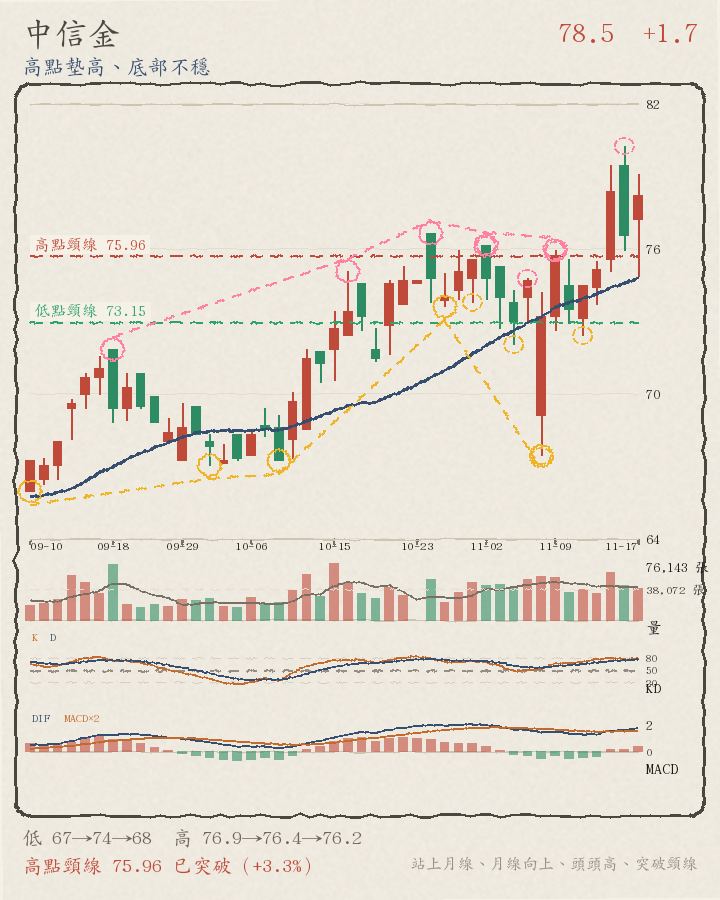 中信金
78.5 +1.7
高點墊高、底部不穩
82
高點頸線 75.96
76
低點頸線 73.15
70
64
09-10 09-18 09-29 10-06 10-15 10-23 11-02 11-09 11-17
76,143 張
38,072 張
量
K D
80
50
20
KD
DIF MACD×2
2
0
MACD
低 67→74→68 高 76.9→76.4→76.2
高點頸線 75.96 已突破 (+3.3%)
站上月線、月線向上、頭頭高、突破頸線